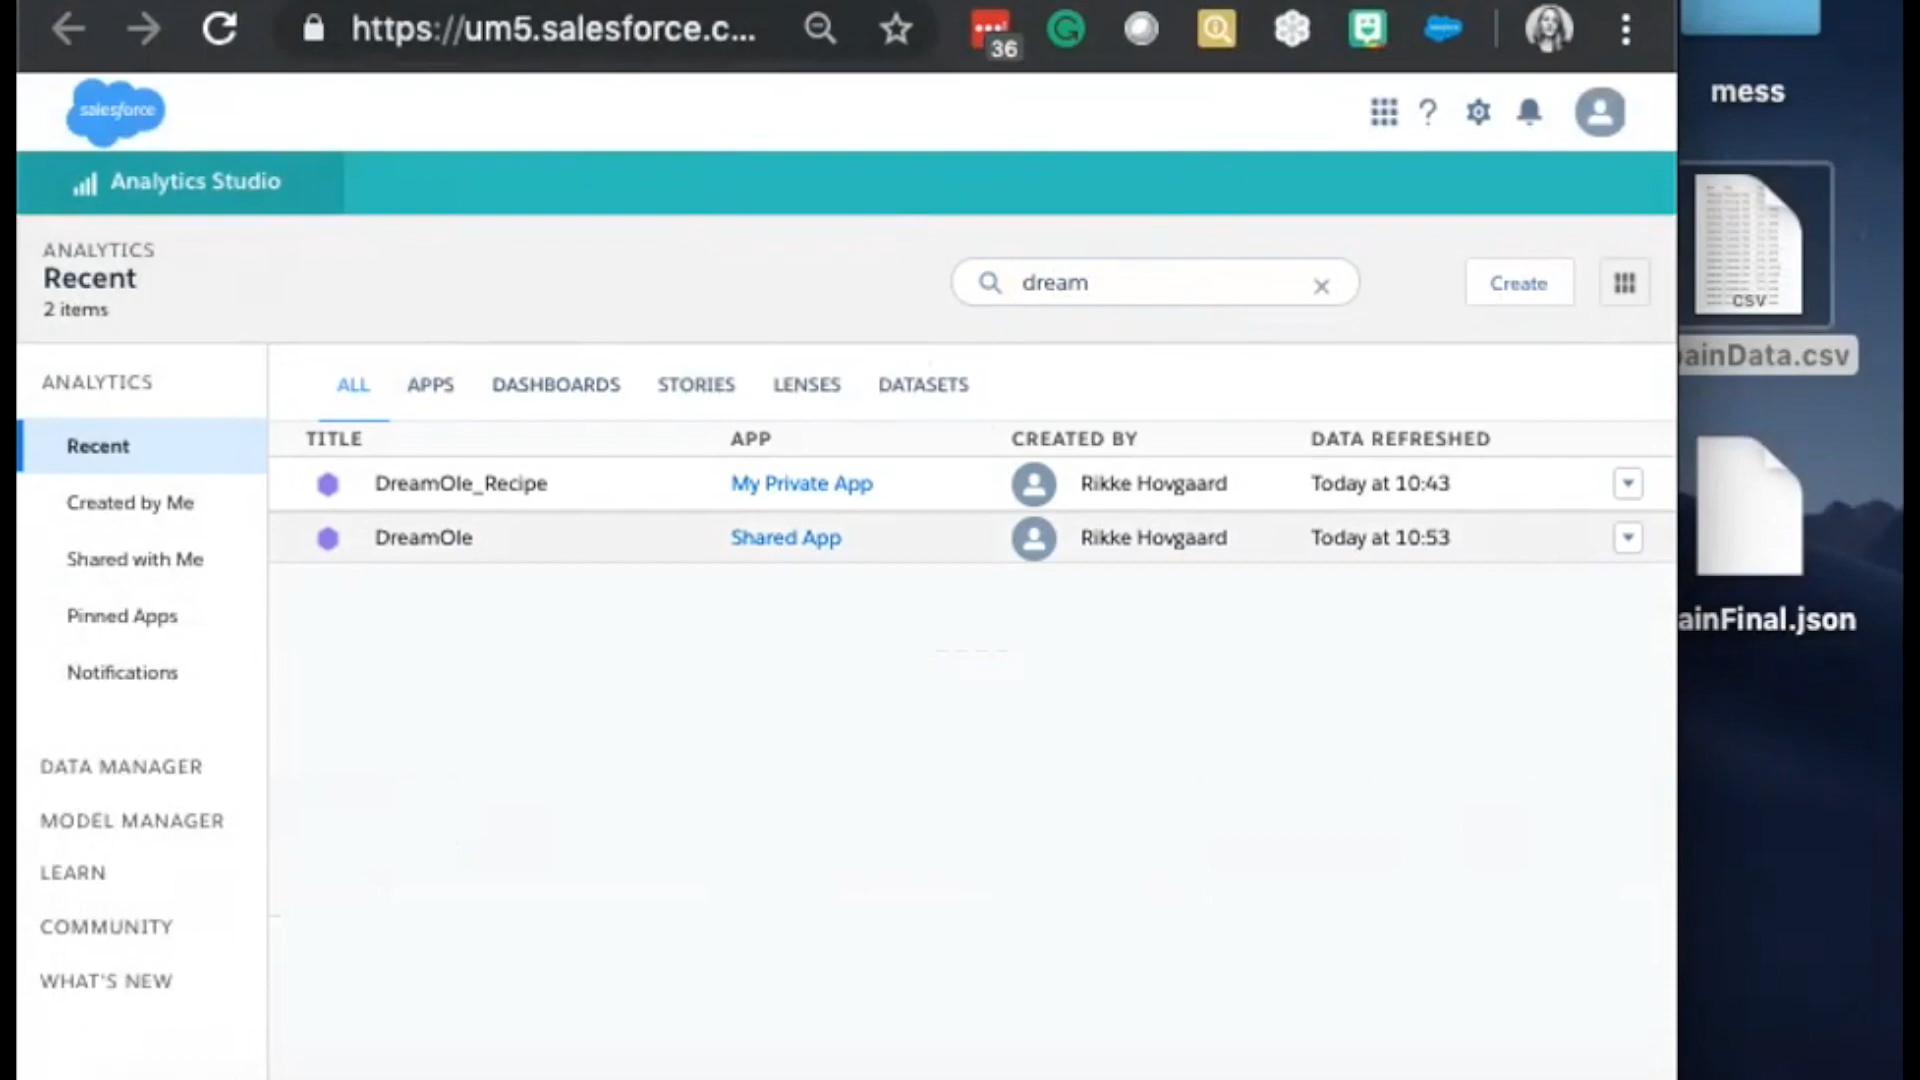 https://um5.salesforce.c...
36
salesforce
mess
Analytics Studio
ANALYTICS
Recent
2 items
dream
Create
CSV
ainData.csv
ANALYTICS
ALL APPS DASHBOARDS STORIES LENSES DATASETS
TITLE APP CREATED BY DATA REFRESHED
Recent
DreamOle_Recipe My Private App Rikke Hovgaard Today at 10:43
Created by Me
DreamOle Shared App Rikke Hovgaard Today at 10:53
Shared with Me
Pinned Apps
ainFinal.json
Notifications
DATA MANAGER
MODEL MANAGER
LEARN
COMMUNITY
WHAT'S NEW